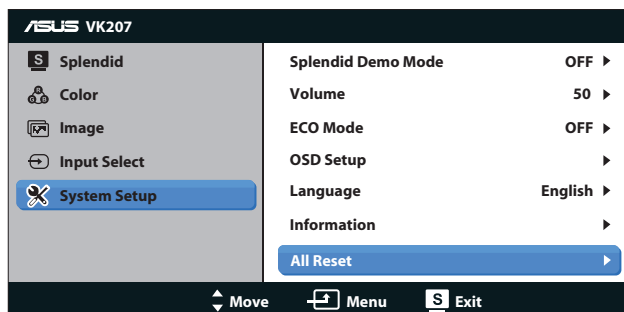 ASUS VK207
S Splendid
R G B Color
Image
Input Select
System Setup
Splendid Demo Mode OFF
Volume 50
ECO Mode OFF
OSD Setup
Language English
Information
All Reset
Move Menu S Exit